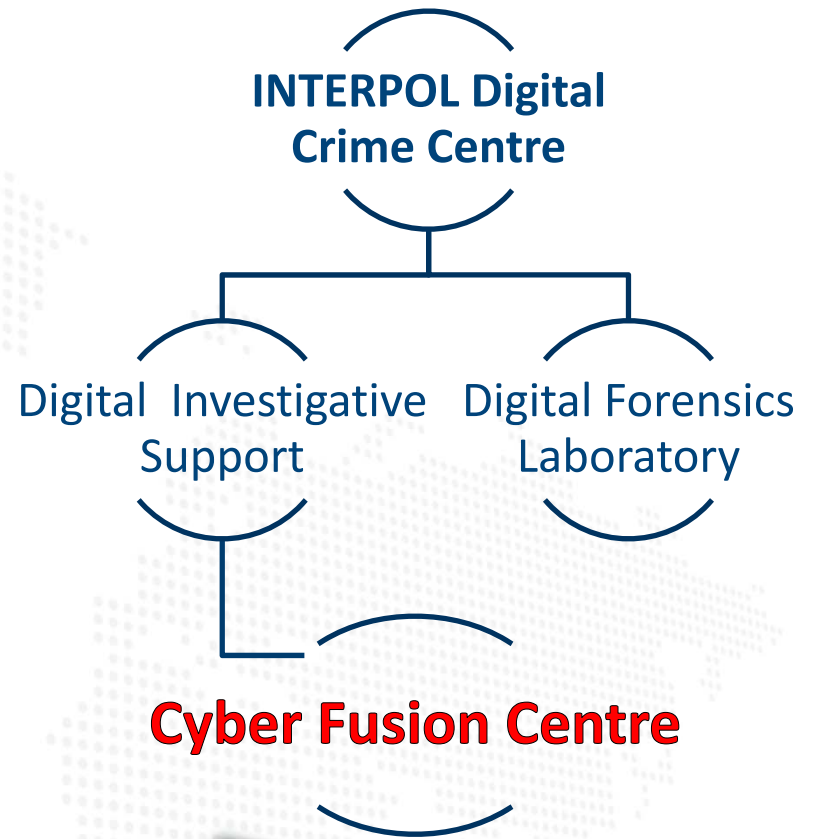 INTERPOL Digital
Crime Centre
Digital Investigative
Support
Digital Forensics
Laboratory
Cyber Fusion Centre